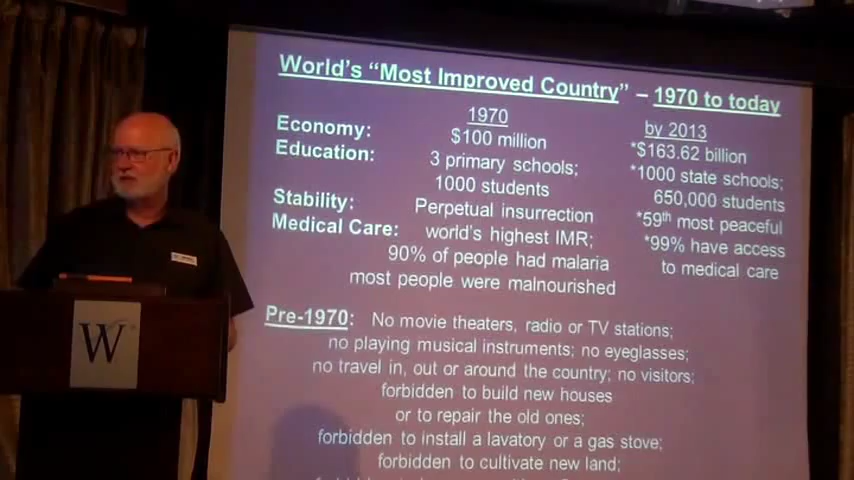 World's "Most Improved Country" – 1970 to today
1970
by 2013
Economy:
$100 million
*$163.62 billion
Education:
3 primary schools;
*1000 state schools;
1000 students
650,000 students
Stability:
Perpetual insurrection
*59th most peaceful
Medical Care:
world's highest IMR;
*99% have access
90% of people had malaria
to medical care
most people were malnourished
Pre-1970: No movie theaters, radio or TV stations;
no playing musical instruments; no eyeglasses;
no travel in, out or around the country; no visitors;
forbidden to build new houses
or to repair the old ones;
forbidden to install a lavatory or a gas stove;
forbidden to cultivate new land;
W